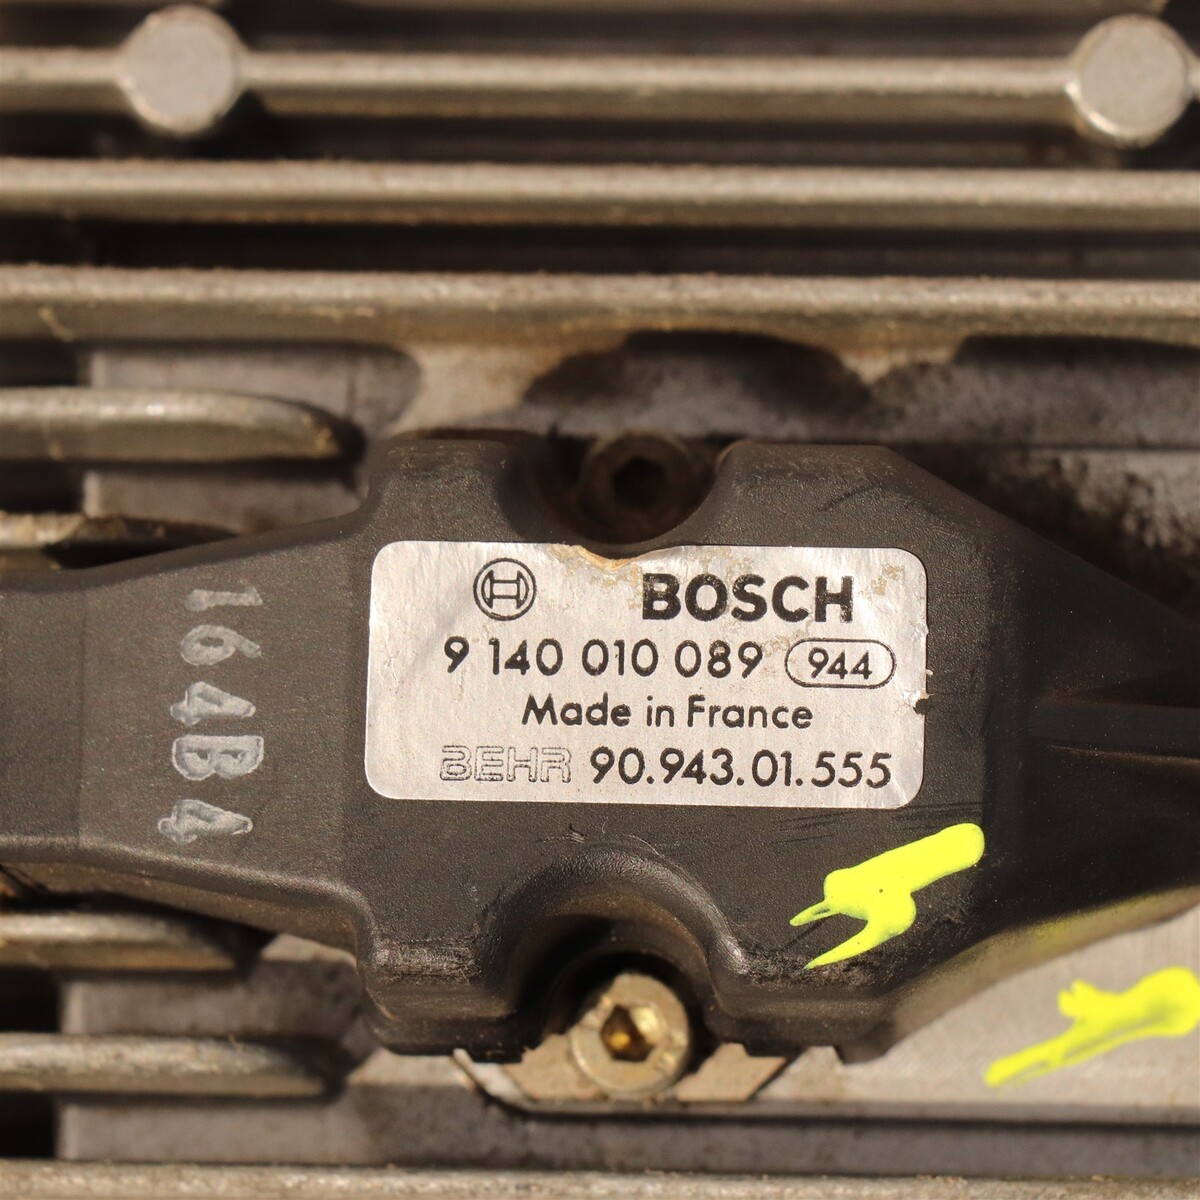 BOSCH
9 140 010 089 944
Made in France
BEHR 90.943.01.555
164B4